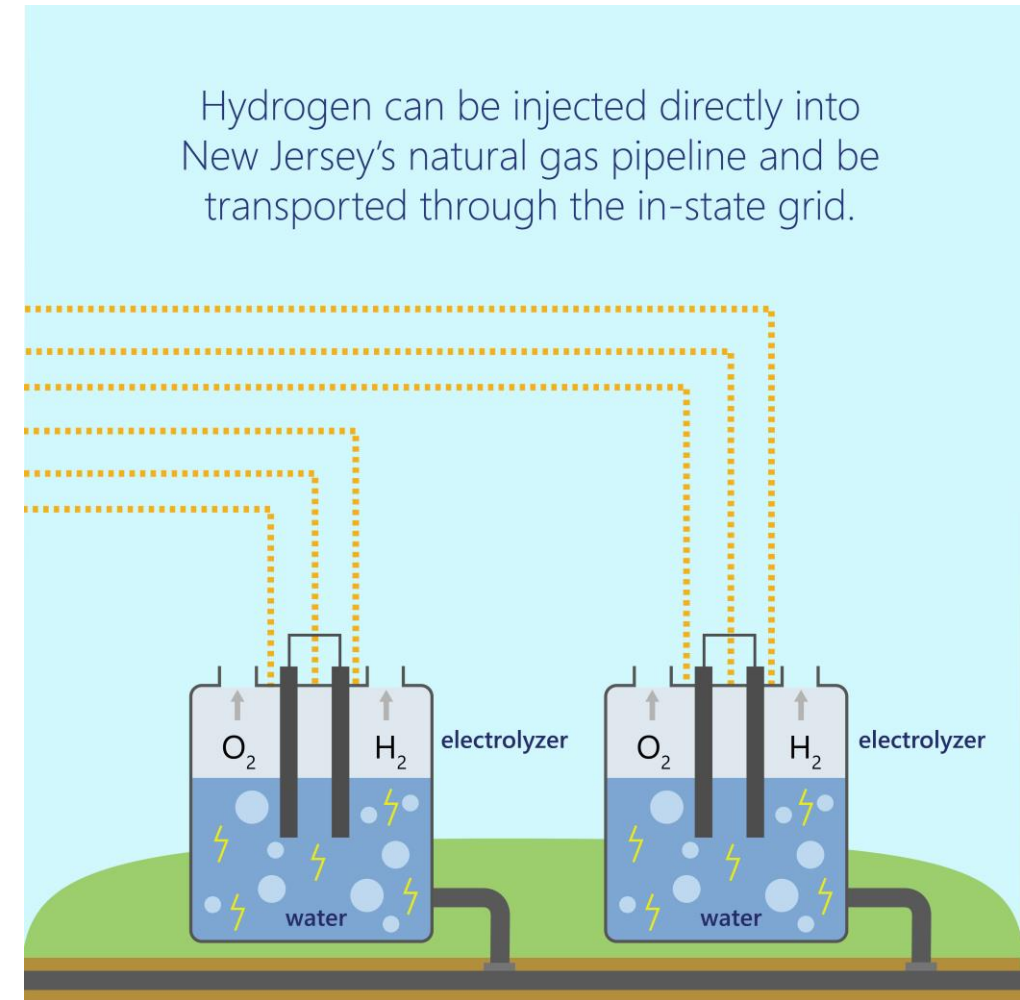 Hydrogen can be injected directly into
New Jersey’s natural gas pipeline and be
transported through the in-state grid.
O₂
H₂
electrolyzer
water
O₂
H₂
electrolyzer
water